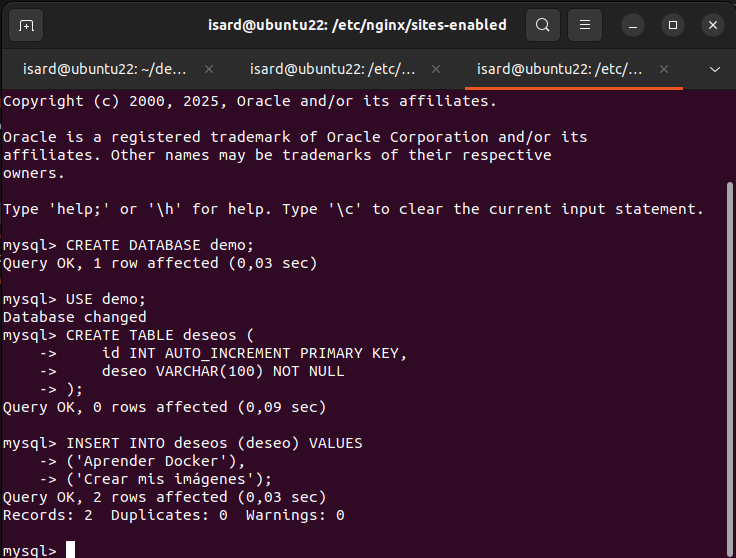 isard@ubuntu22: /etc/nginx/sites-enabled
isard@ubuntu22: ~/de... × isard@ubuntu22: /etc/... × isard@ubuntu22: /etc/... ×
Copyright (c) 2000, 2025, Oracle and/or its affiliates.
Oracle is a registered trademark of Oracle Corporation and/or its
affiliates. Other names may be trademarks of their respective
owners.
Type 'help;' or '\h' for help. Type '\c' to clear the current input statement.
mysql> CREATE DATABASE demo;
Query OK, 1 row affected (0,03 sec)
mysql> USE demo;
Database changed
mysql> CREATE TABLE deseos (
    ->     id INT AUTO_INCREMENT PRIMARY KEY,
    ->     deseo VARCHAR(100) NOT NULL
    -> );
Query OK, 0 rows affected (0,09 sec)
mysql> INSERT INTO deseos (deseo) VALUES
    -> ('Aprender Docker'),
    -> ('Crear mis imágenes');
Query OK, 2 rows affected (0,03 sec)
Records: 2  Duplicates: 0  Warnings: 0
mysql>